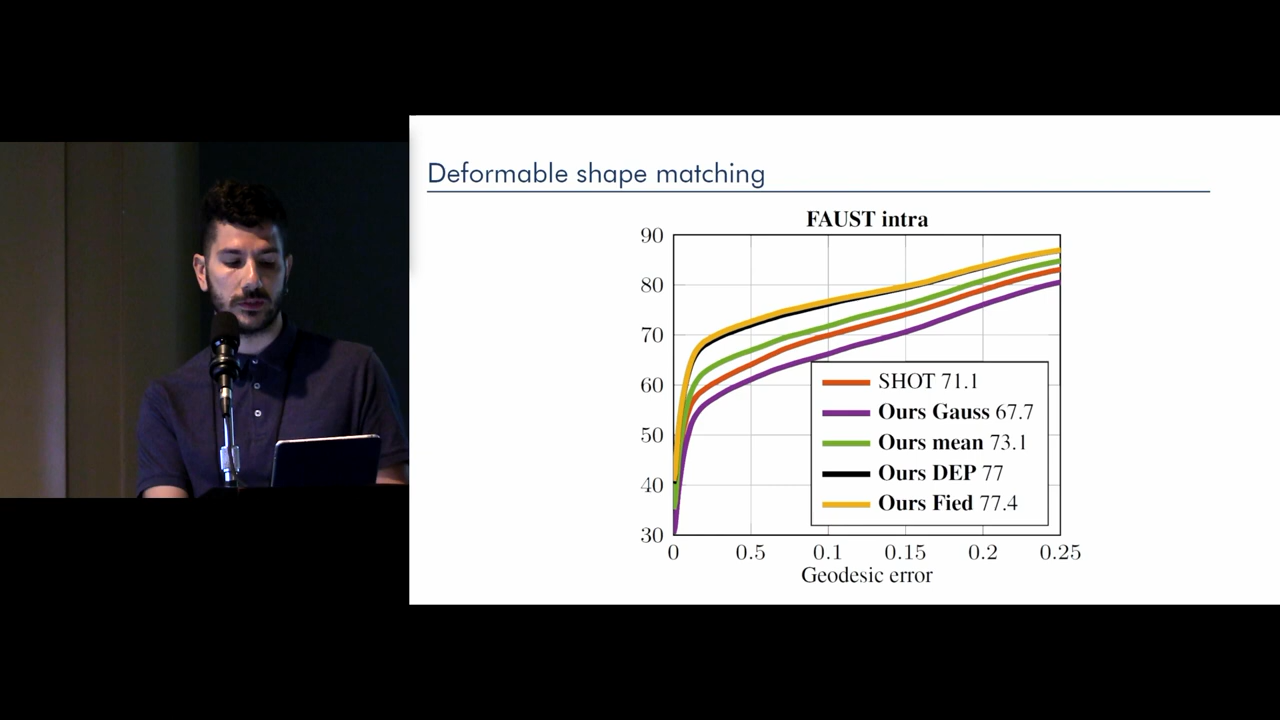 Deformable shape matching
FAUST intra
90
80
70
60
50
40
30
SHOT 71.1
Ours Gauss 67.7
Ours mean 73.1
Ours DEP 77
Ours Fied 77.4
0 0.5 0.1 0.15 0.2 0.25
Geodesic error